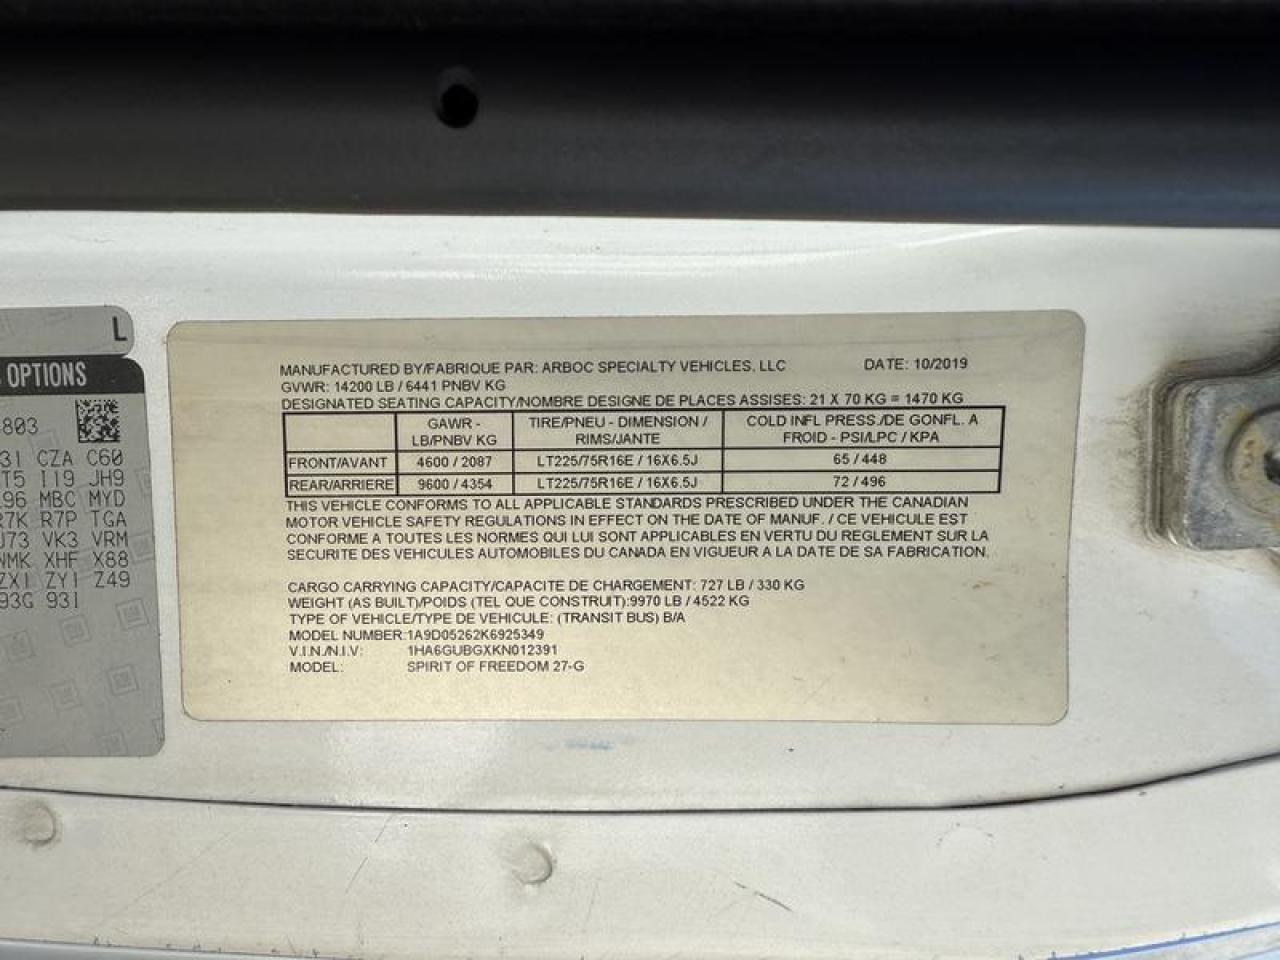 L
OPTIONS
803
31 CZA C60
T5 I19 JH9
96 MBC MYD
R7K R7P TGA
J73 VK3 VRM
NMK XHF X88
ZX1 ZY1 Z49
93G 93I
MANUFACTURED BY/FABRIQUE PAR: ARBOC SPECIALTY VEHICLES, LLC DATE: 10/2019
GVWR: 14200 LB / 6441 PNBV KG
DESIGNATED SEATING CAPACITY/NOMBRE DESIGNE DE PLACES ASSISES: 21 X 70 KG = 1470 KG
GAWR - TIRE/PNEU - DIMENSION / COLD INFL PRESS./DE GONFL. A
LB/PNBV KG RIMS/JANTE FROID - PSI/LPC / KPA
FRONT/AVANT 4600 / 2087 LT225/75R16E / 16X6.5J 65 / 448
REAR/ARRIERE 9600 / 4354 LT225/75R16E / 16X6.5J 72 / 496
THIS VEHICLE CONFORMS TO ALL APPLICABLE STANDARDS PRESCRIBED UNDER THE CANADIAN
MOTOR VEHICLE SAFETY REGULATIONS IN EFFECT ON THE DATE OF MANUF. / CE VEHICULE EST
CONFORME A TOUTES LES NORMES QUI LUI SONT APPLICABLES EN VERTU DU REGLEMENT SUR LA
SECURITE DES VEHICULES AUTOMOBILES DU CANADA EN VIGUEUR A LA DATE DE SA FABRICATION.
CARGO CARRYING CAPACITY/CAPACITE DE CHARGEMENT: 727 LB / 330 KG
WEIGHT (AS BUILT)/POIDS (TEL QUE CONSTRUIT):9970 LB / 4522 KG
TYPE OF VEHICLE/TYPE DE VEHICULE: (TRANSIT BUS) B/A
MODEL NUMBER:1A9D05262K6925349
V.I.N./N.I.V: 1HA6GUBGXKN012391
MODEL: SPIRIT OF FREEDOM 27-G